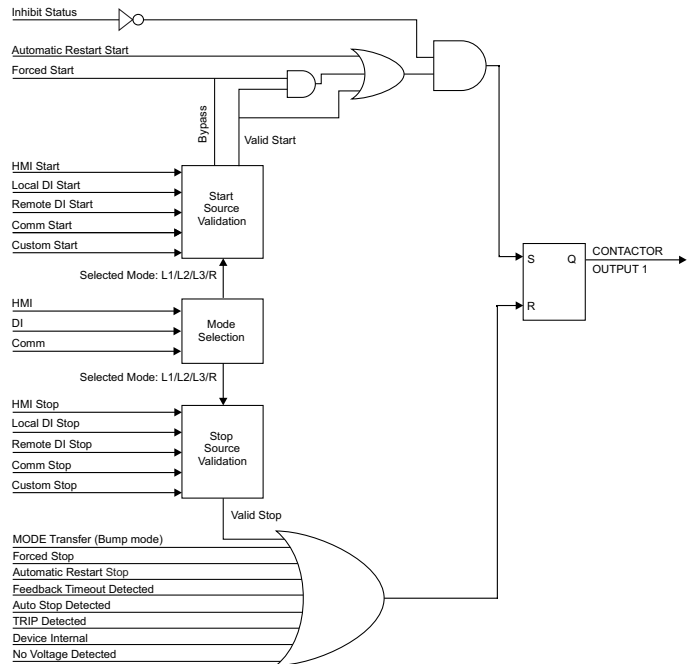 Inhibit Status
Automatic Restart Start
Forced Start
Bypass
Valid Start
HMI Start
Local DI Start
Remote DI Start
Comm Start
Custom Start
Start
Source
Validation
Selected Mode: L1/L2/L3/R
HMI
DI
Comm
Mode
Selection
Selected Mode: L1/L2/L3/R
HMI Stop
Local DI Stop
Remote DI Stop
Comm Stop
Custom Stop
Stop
Source
Validation
Valid Stop
MODE Transfer (Bump mode)
Forced Stop
Automatic Restart Stop
Feedback Timeout Detected
Auto Stop Detected
TRIP Detected
Device Internal
No Voltage Detected
S Q
R
CONTACTOR
OUTPUT 1